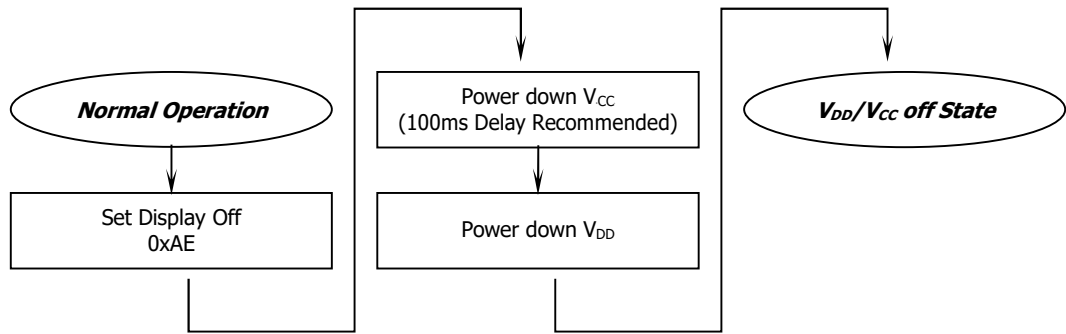 Normal Operation
Set Display Off
0xAE
Power down VCC
(100ms Delay Recommended)
Power down VDD
VDD/VCC off State